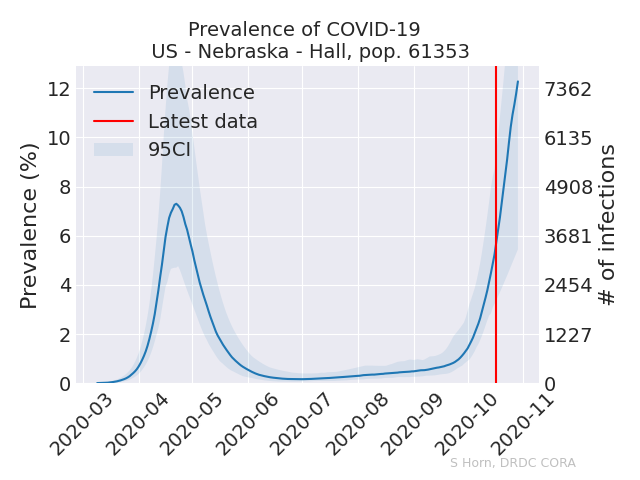 Prevalence of COVID-19
US - Nebraska - Hall, pop. 61353
Prevalence
Latest data
95CI
Prevalence (%)
12
10
8
6
4
2
0
# of infections
7362
6135
4908
3681
2454
1227
0
2020-03
2020-04
2020-05
2020-06
2020-07
2020-08
2020-09
2020-10
2020-11
S Horn, DRDC CORA